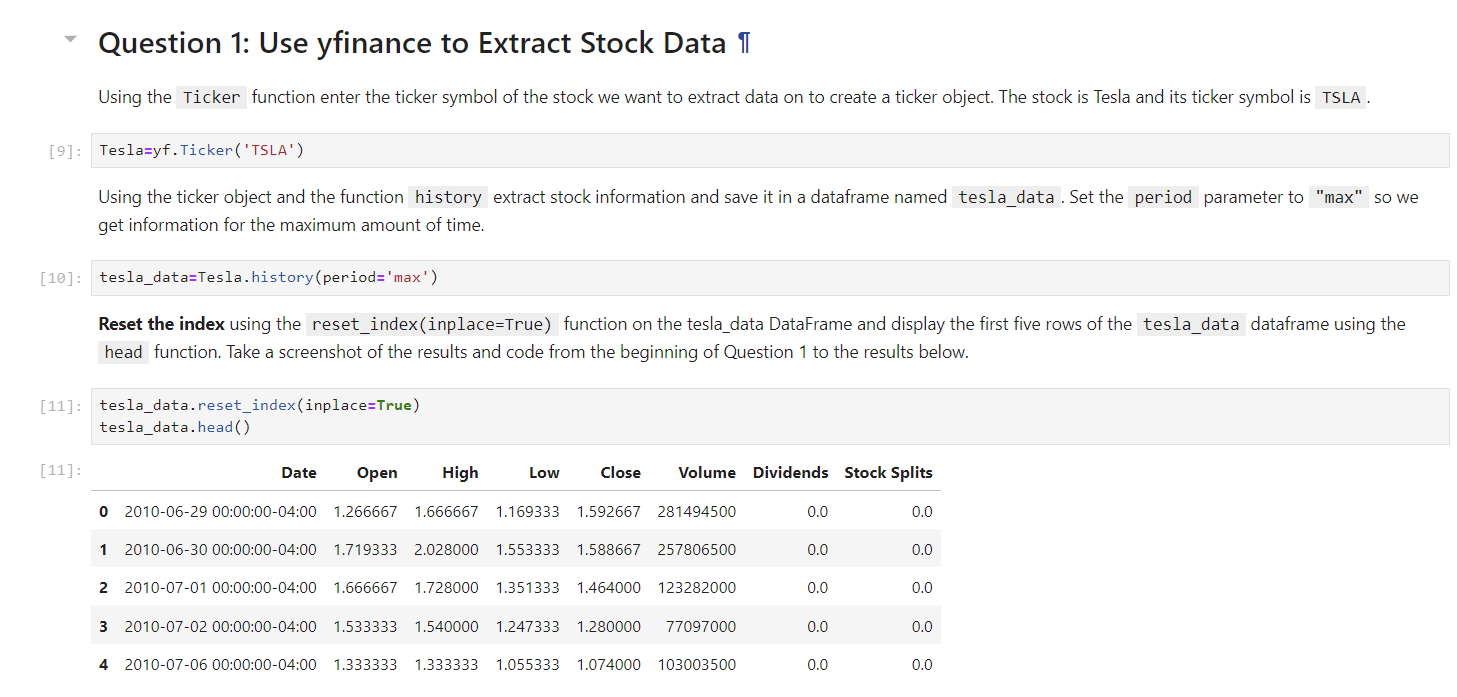 Question 1: Use yfinance to Extract Stock Data ¶
Using the Ticker function enter the ticker symbol of the stock we want to extract data on to create a ticker object. The stock is Tesla and its ticker symbol is TSLA .
[9]: Tesla=yf.Ticker('TSLA')
Using the ticker object and the function history extract stock information and save it in a dataframe named tesla_data . Set the period parameter to "max" so we
get information for the maximum amount of time.
[10]: tesla_data=Tesla.history(period='max')
Reset the index using the reset_index(inplace=True) function on the tesla_data DataFrame and display the first five rows of the tesla_data dataframe using the
head function. Take a screenshot of the results and code from the beginning of Question 1 to the results below.
[11]: tesla_data.reset_index(inplace=True)
tesla_data.head()
[11]: Date Open High Low Close Volume Dividends Stock Splits
0 2010-06-29 00:00:00-04:00 1.266667 1.666667 1.169333 1.592667 281494500 0.0 0.0
1 2010-06-30 00:00:00-04:00 1.719333 2.028000 1.553333 1.588667 257806500 0.0 0.0
2 2010-07-01 00:00:00-04:00 1.666667 1.728000 1.351333 1.464000 123282000 0.0 0.0
3 2010-07-02 00:00:00-04:00 1.533333 1.540000 1.247333 1.280000 77097000 0.0 0.0
4 2010-07-06 00:00:00-04:00 1.333333 1.333333 1.055333 1.074000 103003500 0.0 0.0